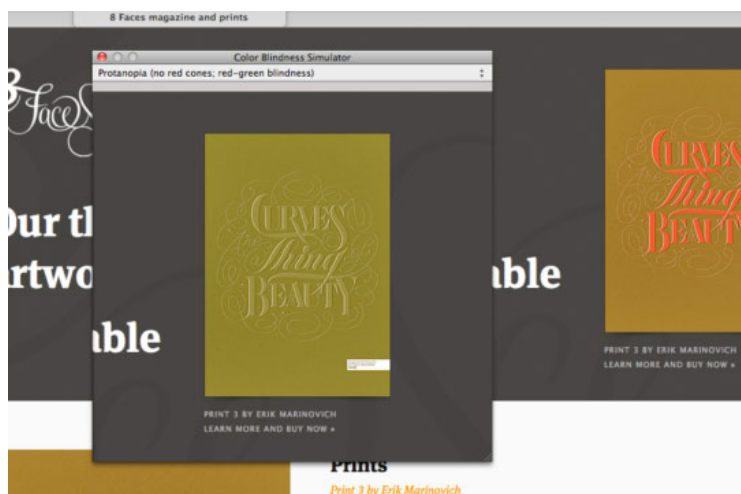 8 Faces magazine and prints
Color Blindness Simulator
Protanopia (no red cones; red-green blindness)
8 Faces
Our th
artwo
able
able
CURVES
Thing
BEAUTY
PRINT 3 BY ERIK MARINOVICH
LEARN MORE AND BUY NOW »
CURVES
Thing
BEAUTY
PRINT 3 BY ERIK MARINOVICH
LEARN MORE AND BUY NOW »
Prints
Print 3 by Erik Marinovich